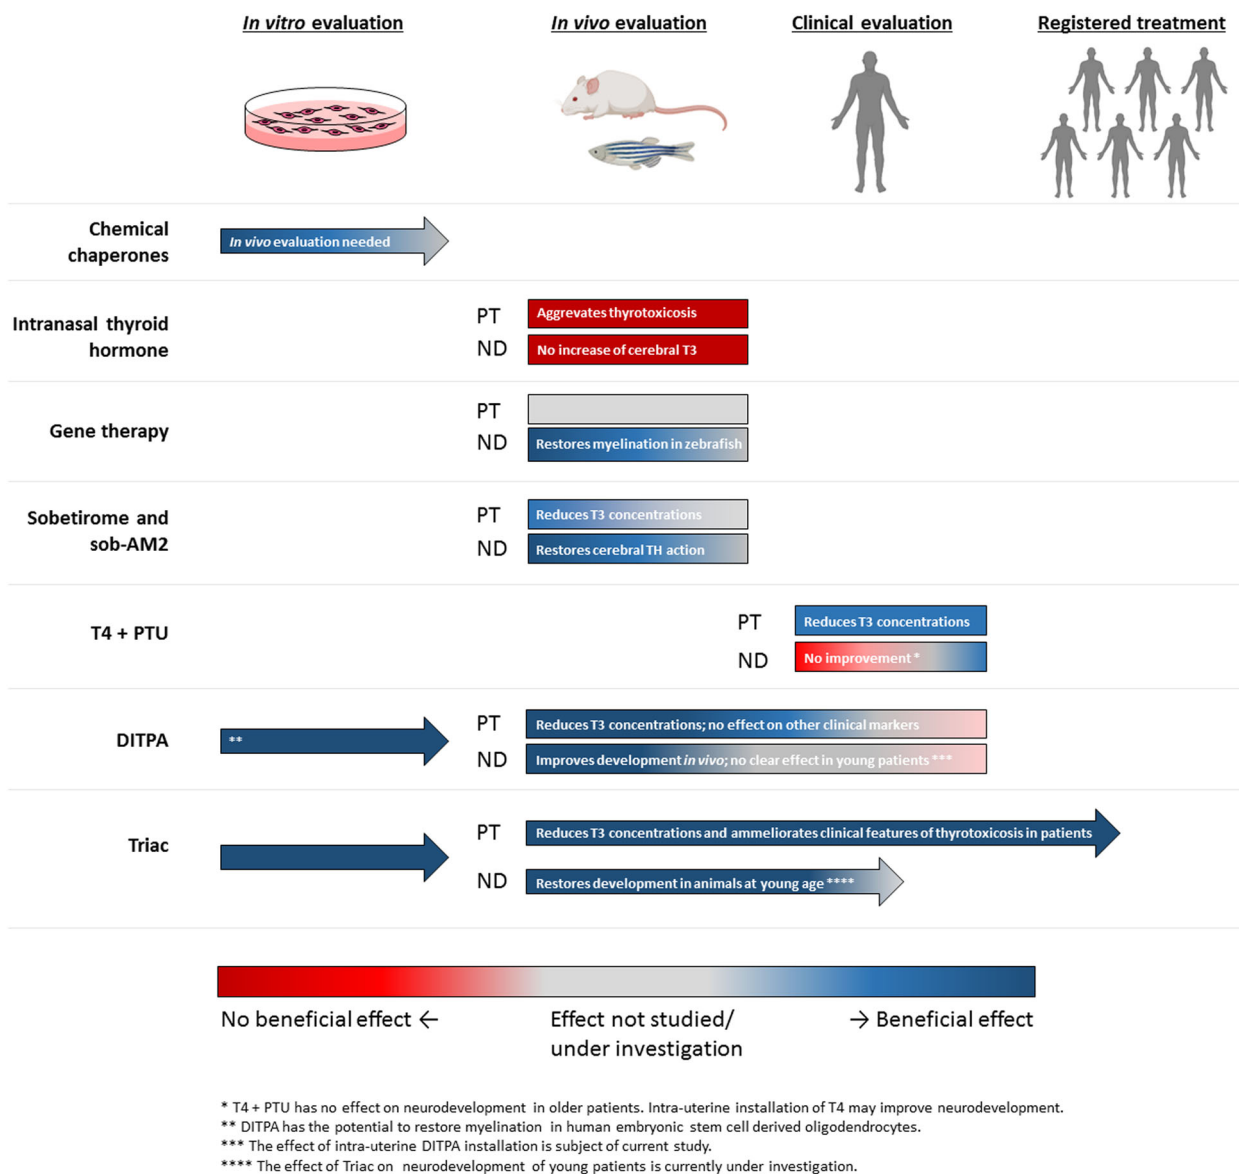 In vitro evaluation
In vivo evaluation
Clinical evaluation
Registered treatment
Chemical
chaperones
In vivo evaluation needed
Intranasal thyroid
hormone
PT
Aggrevates thyrotoxicosis
ND
No increase of cerebral T3
Gene therapy
PT
ND
Restores myelination in zebrafish
Sobetirome and
sob-AM2
PT
Reduces T3 concentrations
ND
Restores cerebral TH action
T4 + PTU
PT
Reduces T3 concentrations
ND
No improvement *
DITPA
**
PT
Reduces T3 concentrations; no effect on other clinical markers
ND
Improves development in vivo; no clear effect in young patients ***
Triac
PT
Reduces T3 concentrations and ammeliorates clinical features of thyrotoxicosis in patients
ND
Restores development in animals at young age ****
No beneficial effect ←
Effect not studied/
under investigation
→ Beneficial effect
* T4 + PTU has no effect on neurodevelopment in older patients. Intra-uterine installation of T4 may improve neurodevelopment.
** DITPA has the potential to restore myelination in human embryonic stem cell derived oligodendrocytes.
*** The effect of intra-uterine DITPA installation is subject of current study.
**** The effect of Triac on neurodevelopment of young patients is currently under investigation.